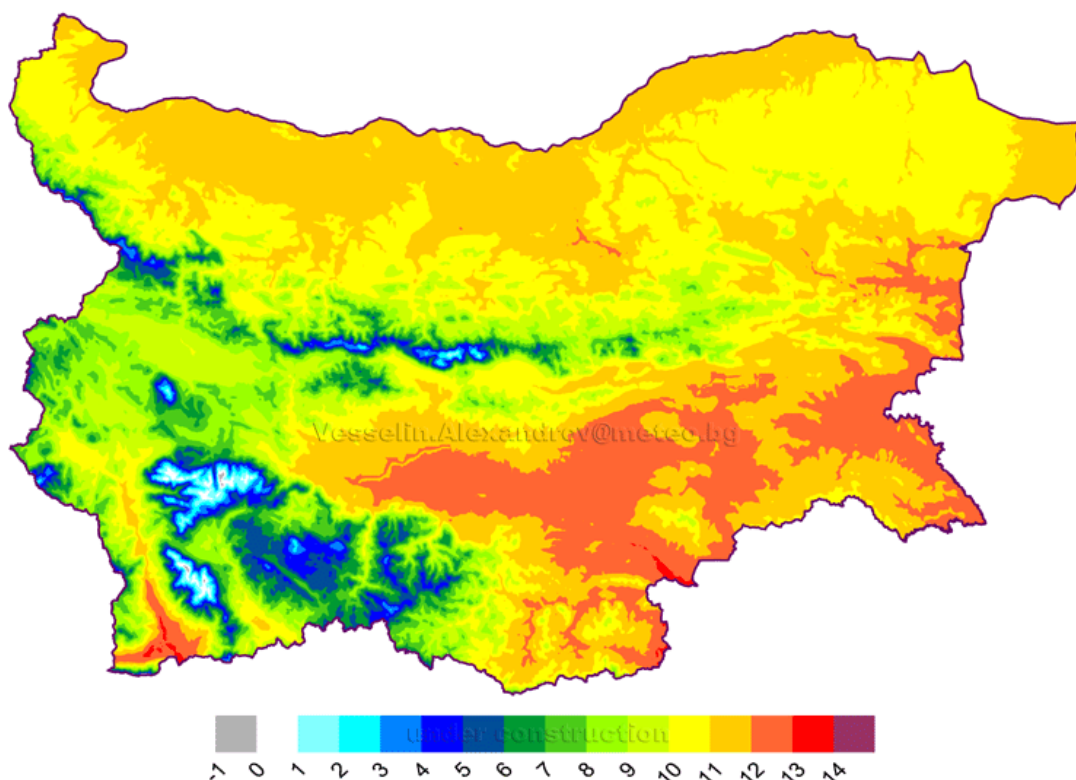 Vesselin.Alexandrov@meteo.bg
under construction
-1 0 1 2 3 4 5 6 7 8 9 10 11 12 13 14